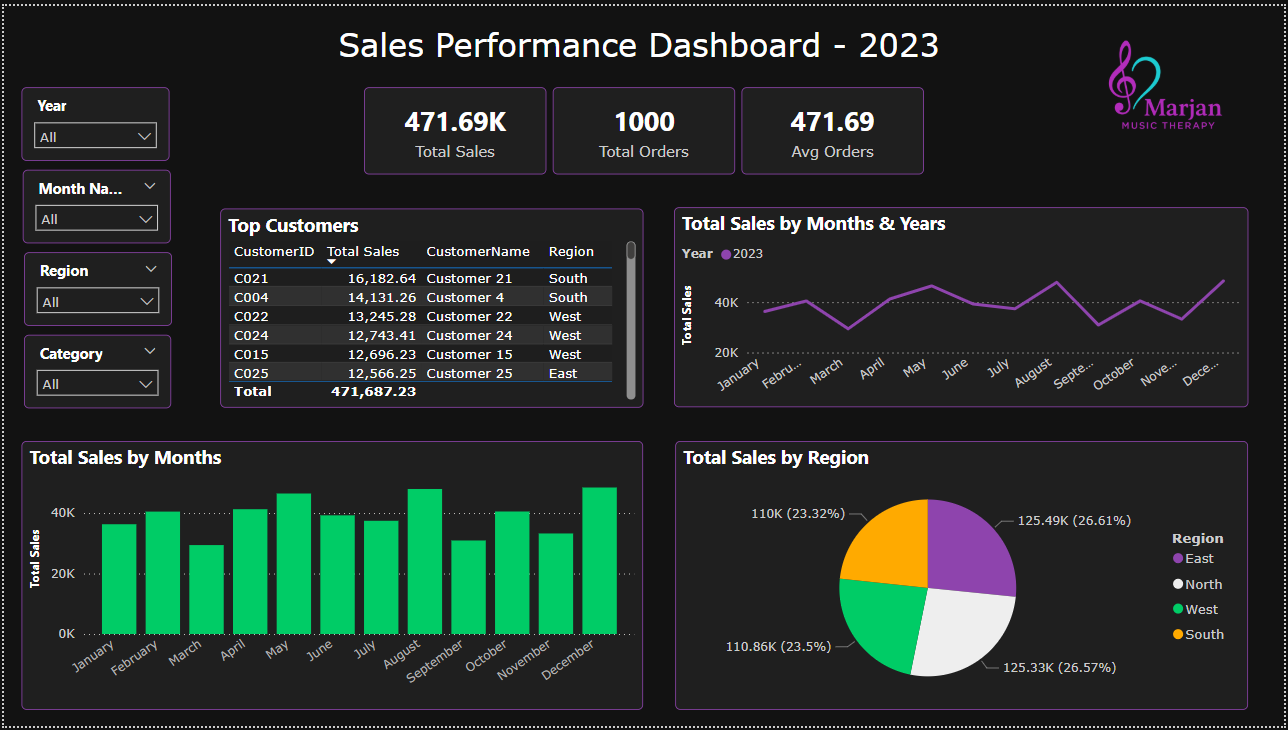 Sales Performance Dashboard - 2023
Marjan
MUSIC THERAPY
Year
All
Month Na...
All
Region
All
Category
All
471.69K
Total Sales
1000
Total Orders
471.69
Avg Orders
Top Customers
CustomerID Total Sales CustomerName Region
C021 16,182.64 Customer 21 South
C004 14,131.26 Customer 4 South
C022 13,245.28 Customer 22 West
C024 12,743.41 Customer 24 West
C015 12,696.23 Customer 15 West
C025 12,566.25 Customer 25 East
Total 471,687.23
Total Sales by Months & Years
Year 2023
Total Sales
40K
20K
January Febru... March April May June July August Septe... October Nove... Dece...
Total Sales by Months
Total Sales
40K
20K
0K
January February March April May June July August September October November December
Total Sales by Region
110K (23.32%)
125.49K (26.61%)
110.86K (23.5%)
125.33K (26.57%)
Region
East
North
West
South